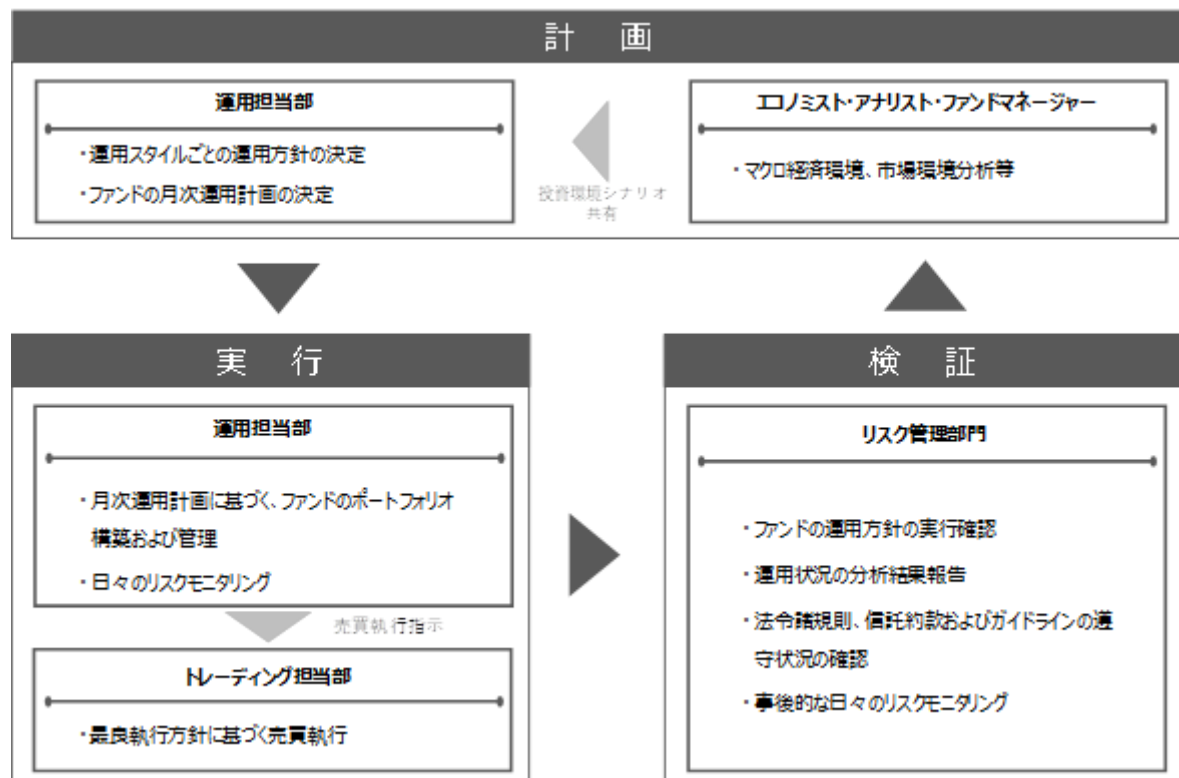 計 画
運用担当部
・運用スタイルごとの運用方針の決定
・ファンドの月次運用計画の決定
投資環境シナリオ
共有
エコノミスト・アナリスト・ファンドマネージャー
・マクロ経済環境、市場環境分析等
実 行
運用担当部
・月次運用計画に基づく、ファンドのポートフォリオ
構築および管理
・日々のリスクモニタリング
売買執行指示
トレーディング担当部
・最良執行方針に基づく売買執行
検 証
リスク管理部門
・ファンドの運用方針の実行確認
・運用状況の分析結果報告
・法令諸規則、信託約款およびガイドラインの遵
守状況の確認
・事後的な日々のリスクモニタリング